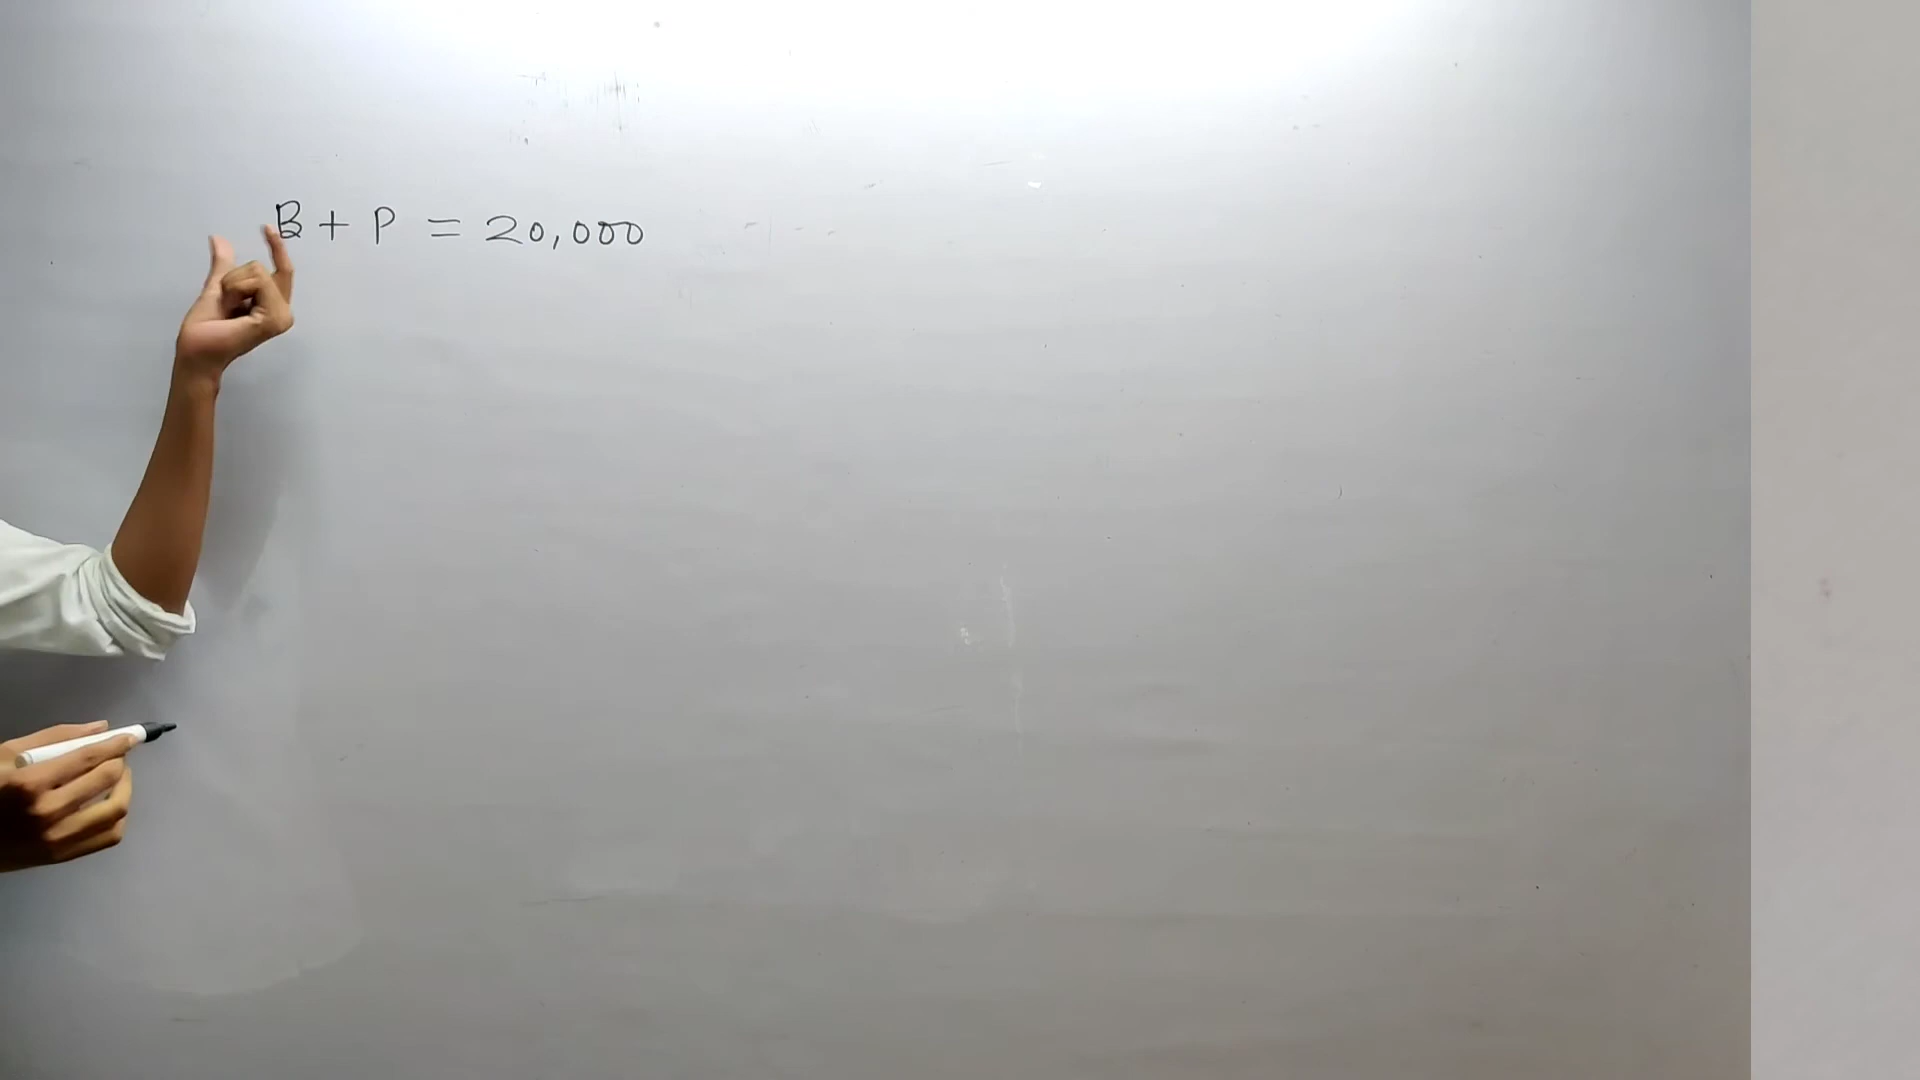 B + P = 20,000